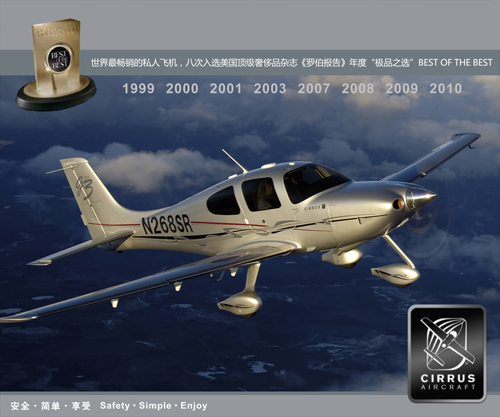 BEST of the BEST
世界最畅销的私人飞机，八次入选美国顶级奢侈品杂志《罗伯报告》年度“极品之选” BEST OF THE BEST
1999 2000 2001 2003 2007 2008 2009 2010
CIRRUS
N268SR
CIRRUS
AIRCRAFT
安全·简单·享受 Safety·Simple·Enjoy